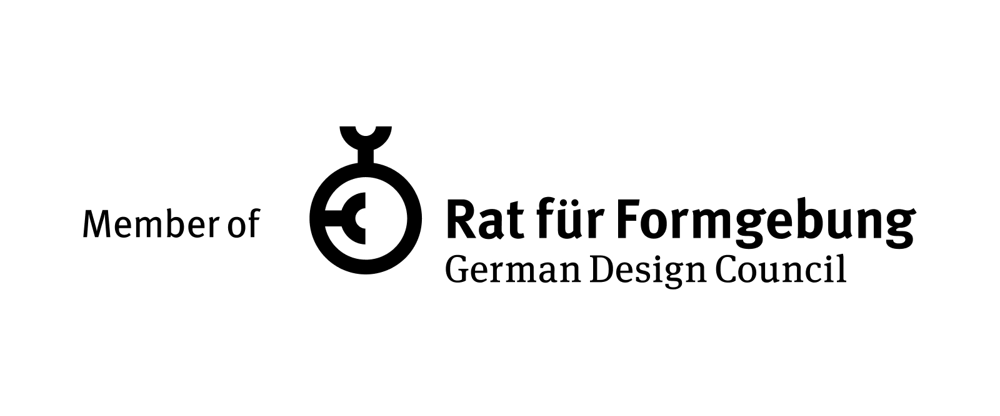 Member of
Rat für Formgebung
German Design Council